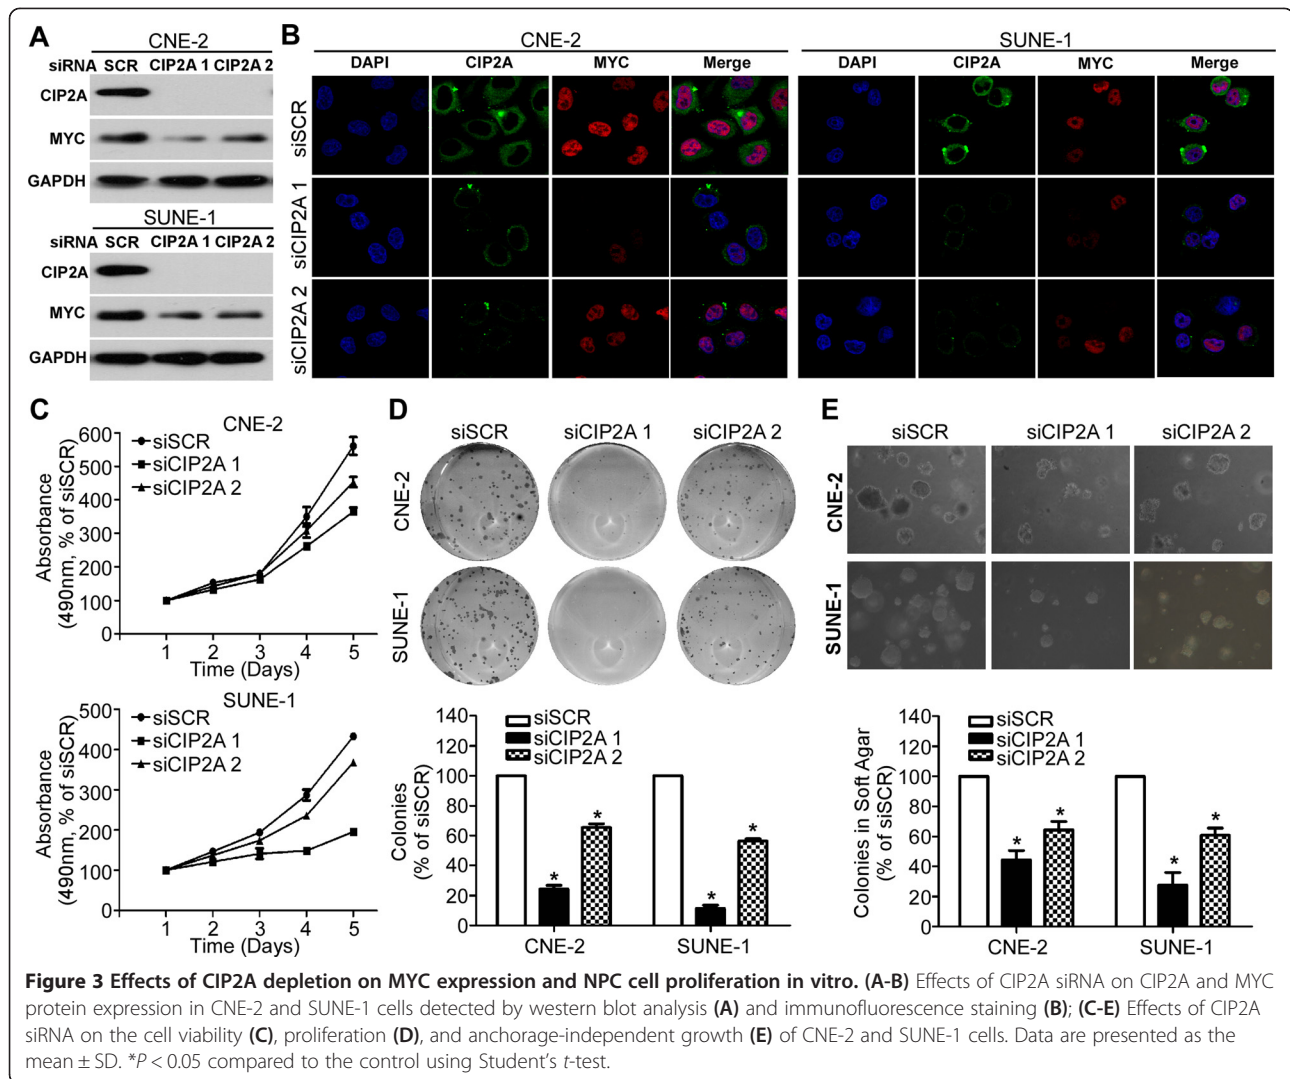 A
CNE-2
siRNA SCR CIP2A 1 CIP2A 2
CIP2A
MYC
GAPDH
SUNE-1
siRNA SCR CIP2A 1 CIP2A 2
CIP2A
MYC
GAPDH
B
CNE-2
SUNE-1
DAPI CIP2A MYC Merge DAPI CIP2A MYC Merge
siSCR
siCIP2A 1
siCIP2A 2
C
CNE-2
siSCR
siCIP2A 1
siCIP2A 2
Absorbance
(490nm, % of siSCR)
600
500
400
300
200
100
0
1 2 3 4 5
Time (Days)
SUNE-1
siSCR
siCIP2A 1
siCIP2A 2
Absorbance
(490nm, % of siSCR)
500
400
300
200
100
0
1 2 3 4 5
Time (Days)
D
siSCR siCIP2A 1 siCIP2A 2
CNE-2
SUNE-1
siSCR
siCIP2A 1
siCIP2A 2
Colonies
(% of siSCR)
140
120
100
80
60
40
20
0
* * * *
CNE-2 SUNE-1
E
siSCR siCIP2A 1 siCIP2A 2
CNE-2
SUNE-1
siSCR
siCIP2A 1
siCIP2A 2
Colonies in Soft Agar
(% of siSCR)
140
120
100
80
60
40
20
0
* * * *
CNE-2 SUNE-1
Figure 3 Effects of CIP2A depletion on MYC expression and NPC cell proliferation in vitro. (A-B) Effects of CIP2A siRNA on CIP2A and MYC
protein expression in CNE-2 and SUNE-1 cells detected by western blot analysis (A) and immunofluorescence staining (B); (C-E) Effects of CIP2A
siRNA on the cell viability (C), proliferation (D), and anchorage-independent growth (E) of CNE-2 and SUNE-1 cells. Data are presented as the
mean ± SD. *P < 0.05 compared to the control using Student's t-test.